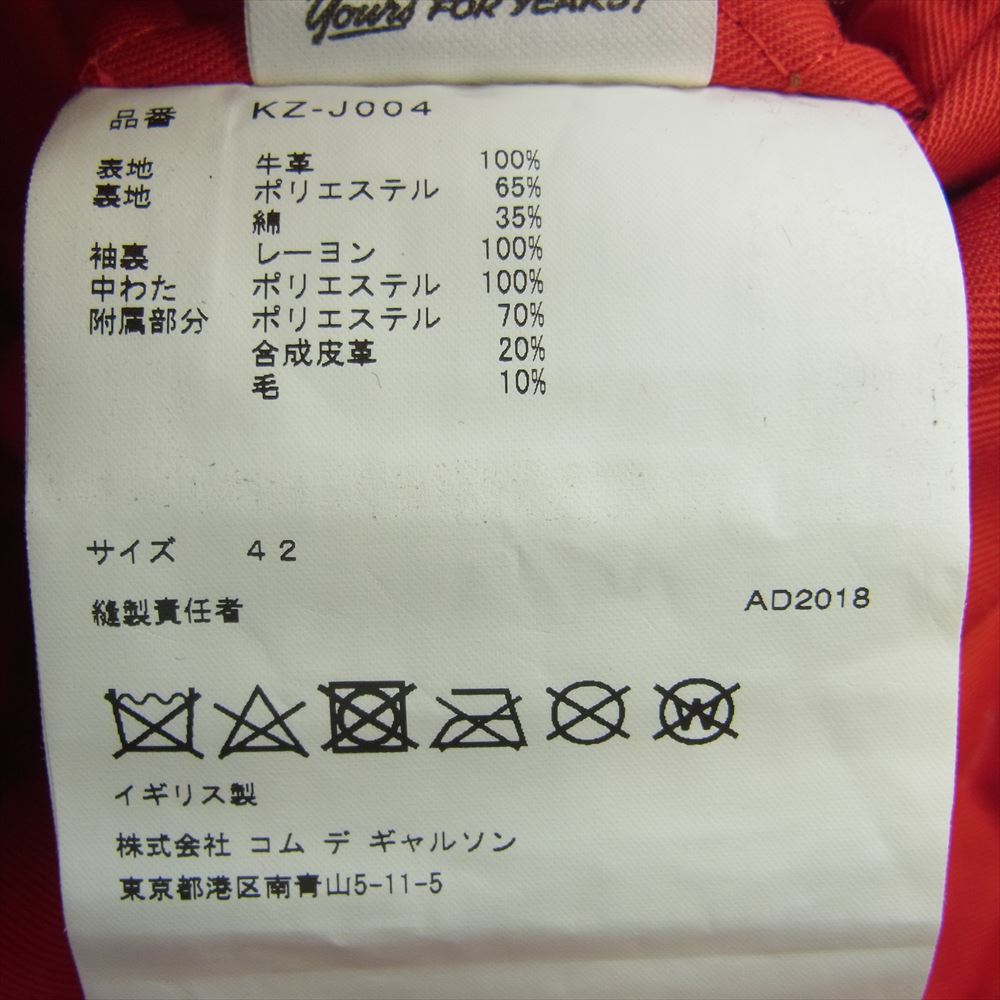 Yours FOR YEARS!
品番 KZ-J004
表地 牛革 100%
裏地 ポリエステル 65%
綿 35%
袖裏 レーヨン 100%
中わた ポリエステル 100%
附属部分 ポリエステル 70%
合成皮革 20%
毛 10%
サイズ 42
縫製責任者 AD2018
W
イギリス製
株式会社 コム デ ギャルソン
東京都港区南青山5-11-5